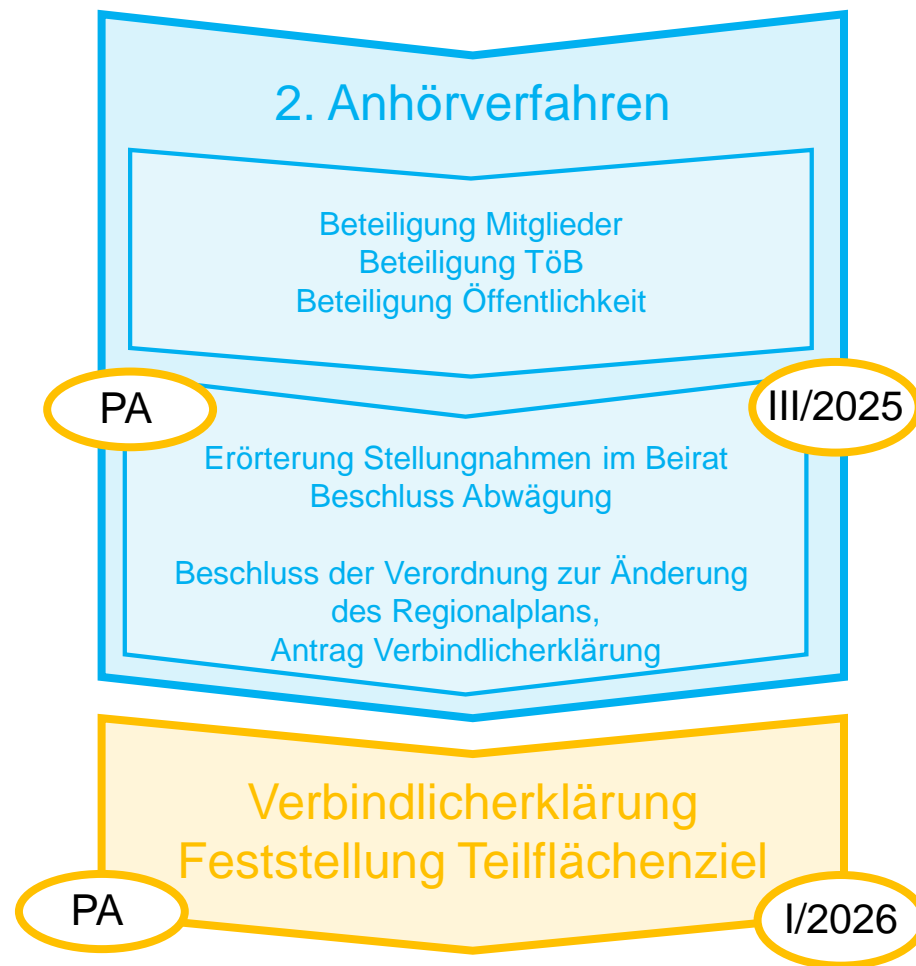 2. Anhörverfahren
Beteiligung Mitglieder
Beteiligung TöB
Beteiligung Öffentlichkeit
PA
III/2025
Erörterung Stellungnahmen im Beirat
Beschluss Abwägung
Beschluss der Verordnung zur Änderung
des Regionalplans,
Antrag Verbindlicherklärung
Verbindlicherklärung
Feststellung Teilflächenziel
PA
I/2026